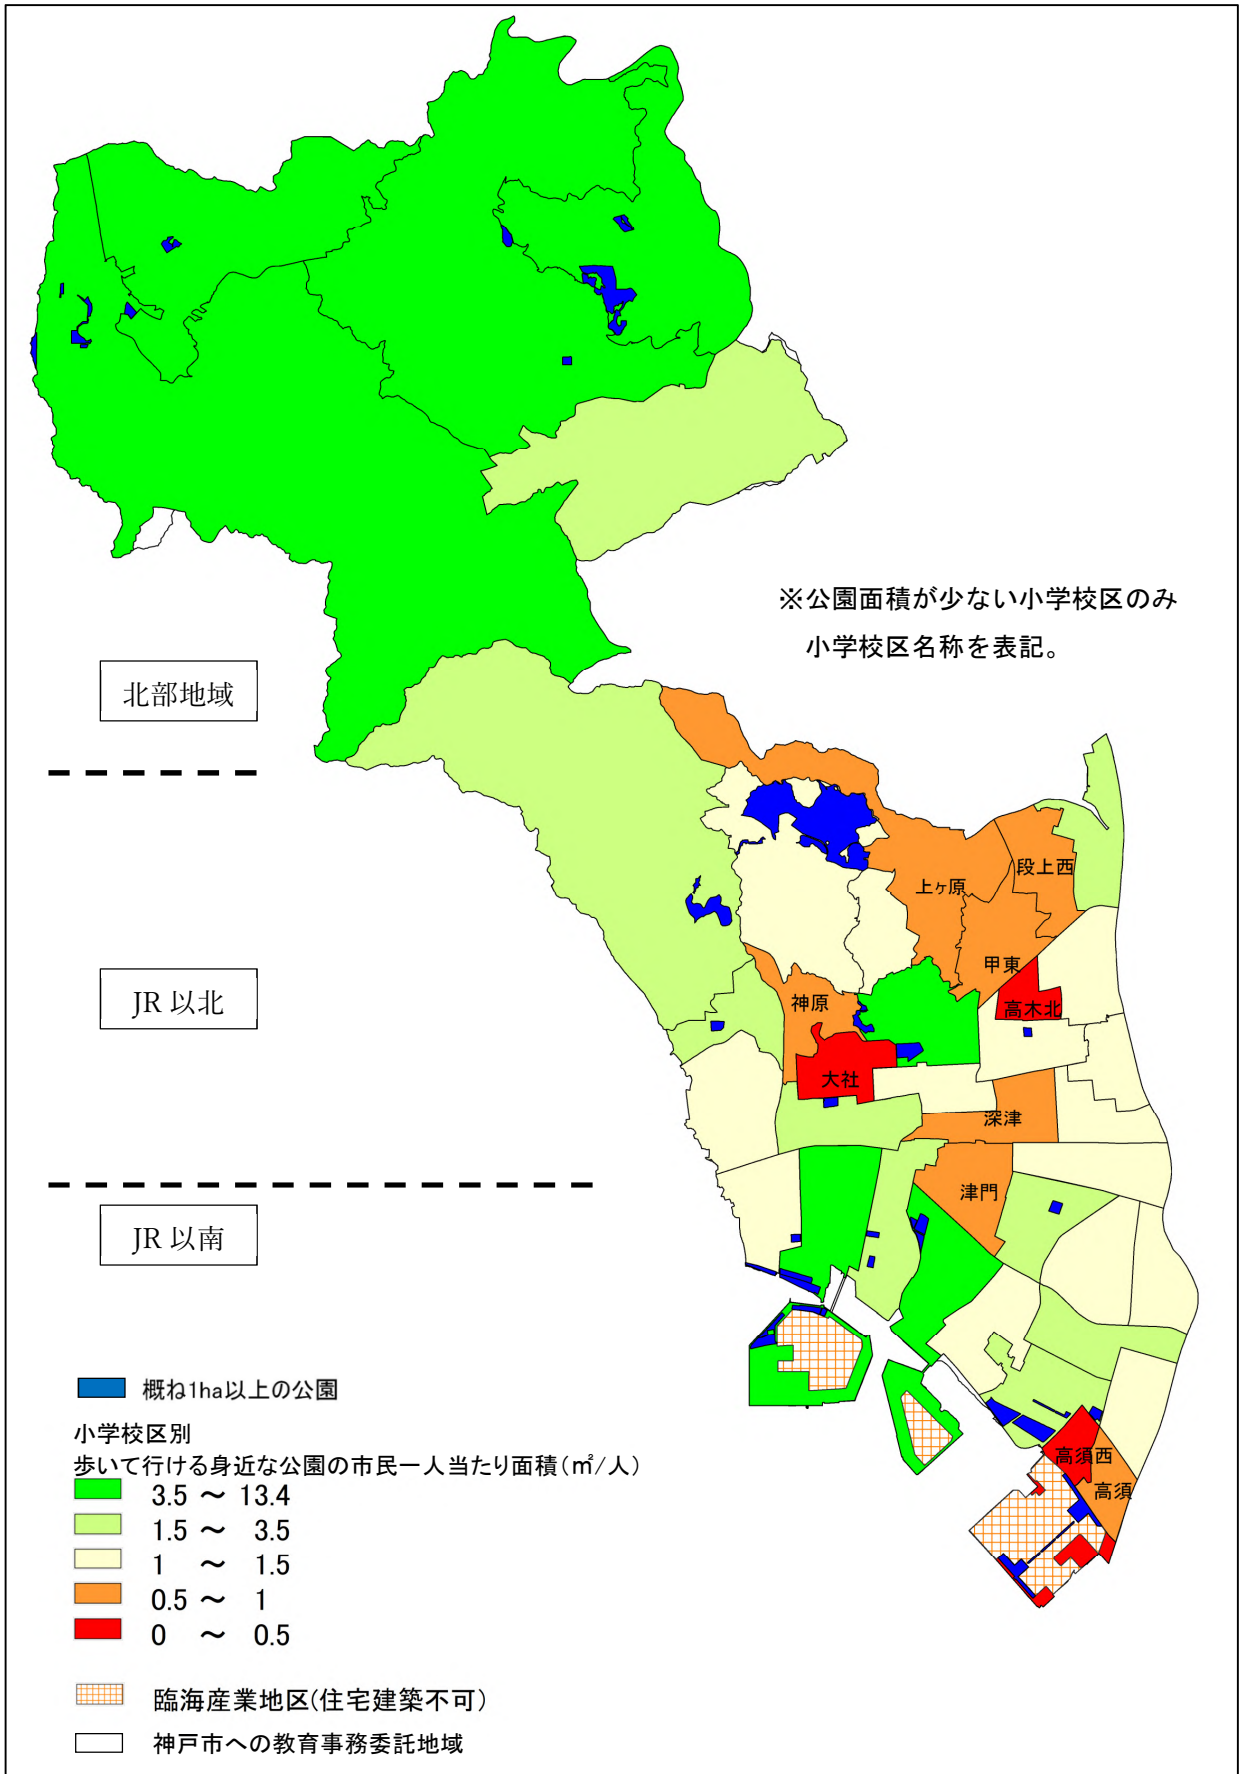 ※公園面積が少ない小学校区のみ
小学校区名称を表記。
北部地域
段上西
上ヶ原
甲東
JR 以北
神原
高木北
大社
深津
津門
JR 以南
概ね1ha以上の公園
小学校区別
歩いて行ける身近な公園の市民一人当たり面積(㎡/人)
高須西
高須
3.5 ～ 13.4
1.5 ～ 3.5
1 ～ 1.5
0.5 ～ 1
0 ～ 0.5
臨海産業地区(住宅建築不可)
神戸市への教育事務委託地域